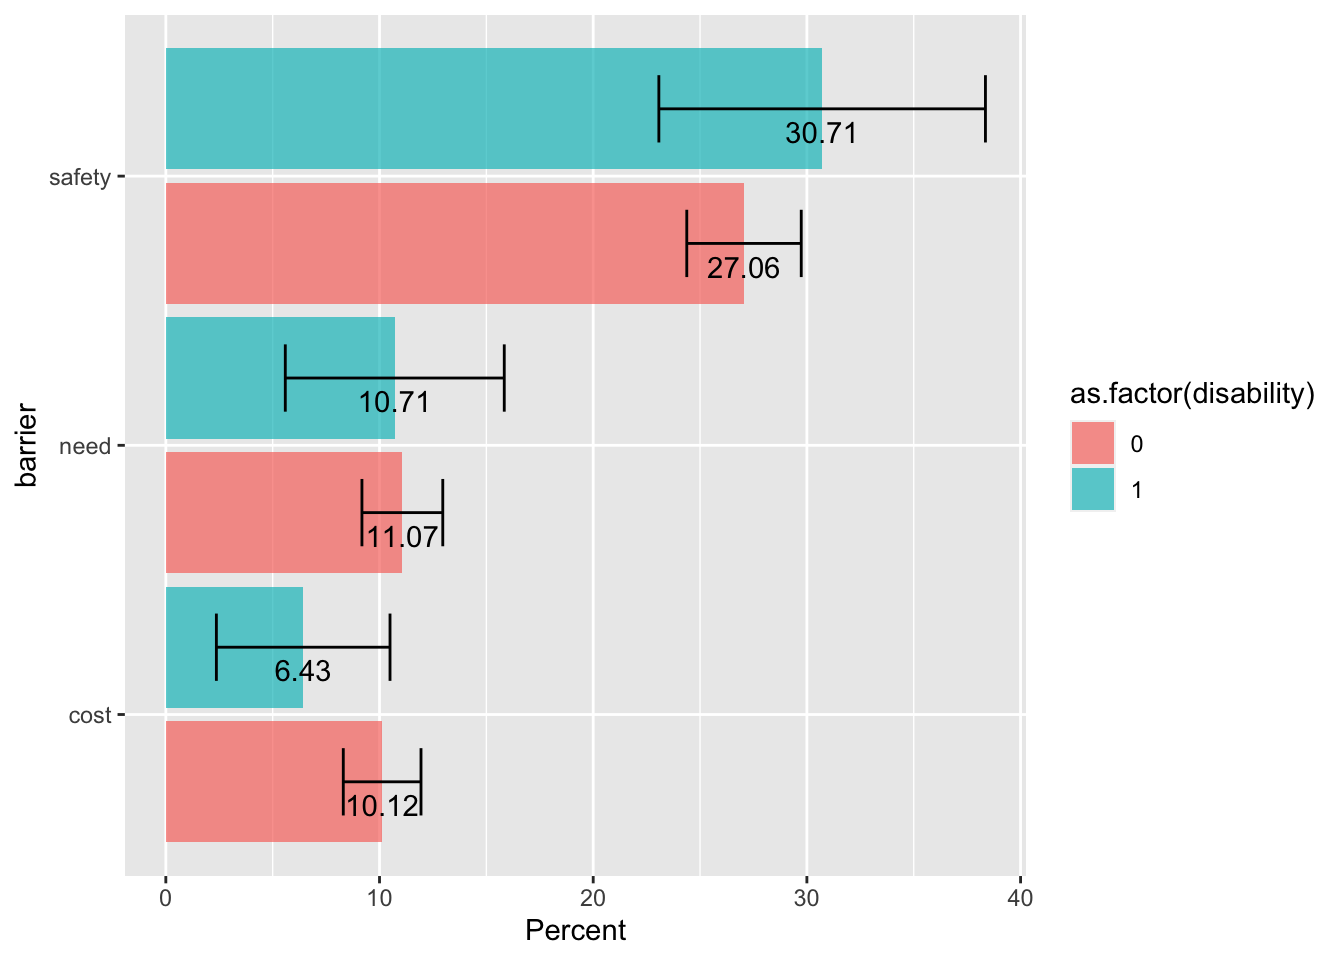 30.71
safety
27.06
10.71
need
11.07
6.43
cost
10.12
0
10
20
30
40
Percent
barrier
as.factor(disability)
0
1